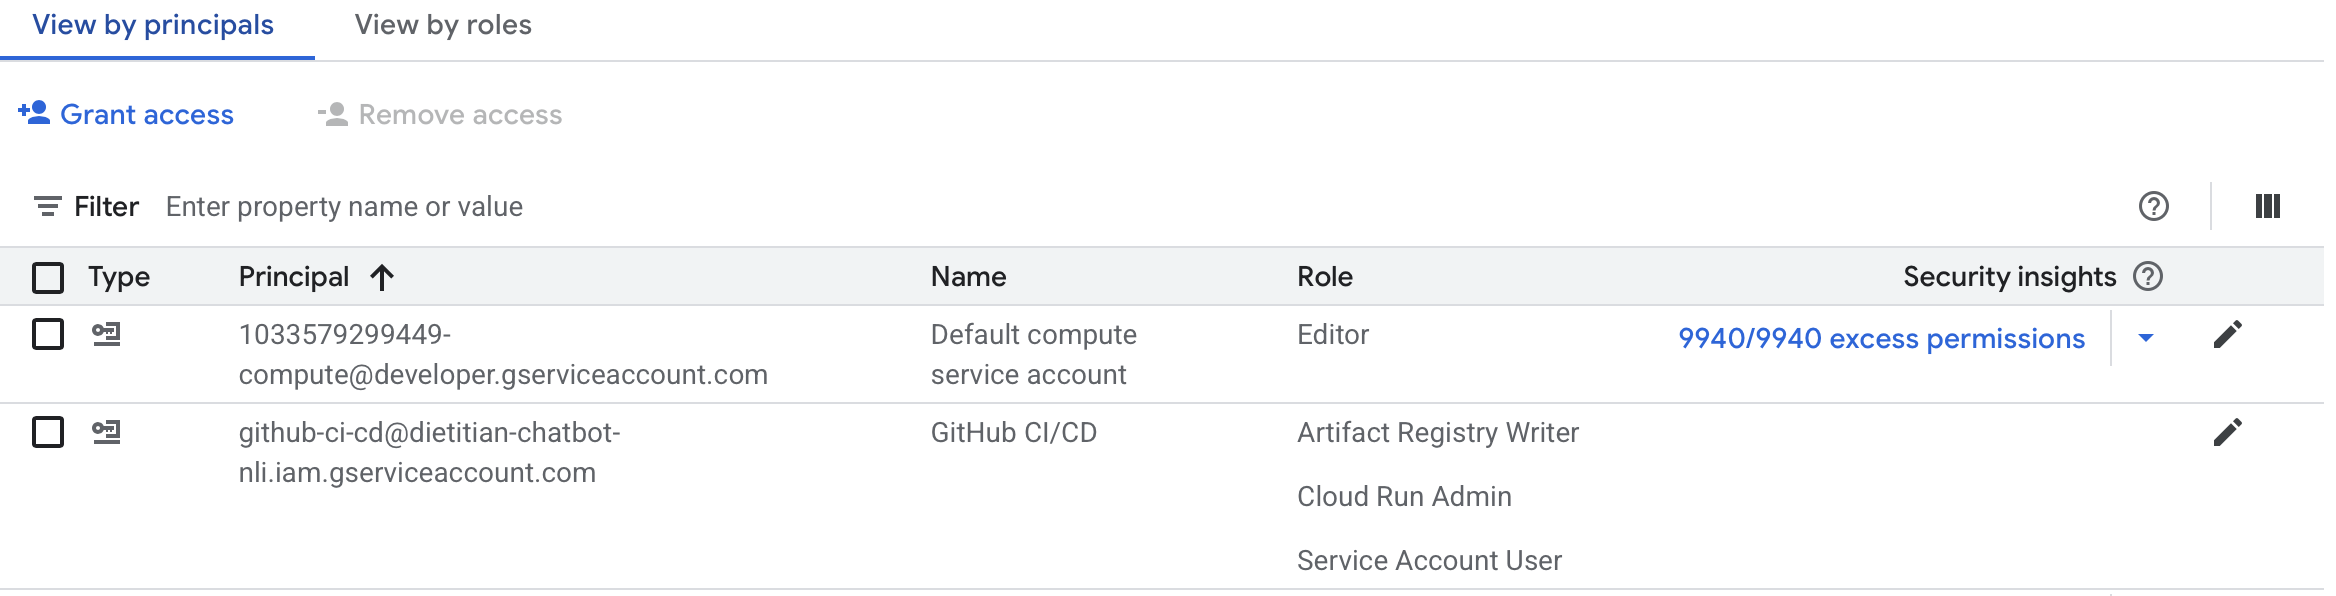 View by principals View by roles
Grant access Remove access
Filter Enter property name or value
Type Principal Name Role Security insights
1033579299449-
compute@developer.gserviceaccount.com
Default compute
service account
Editor
9940/9940 excess permissions
github-ci-cd@dietitian-chatbot-
nli.iam.gserviceaccount.com
GitHub CI/CD
Artifact Registry Writer
Cloud Run Admin
Service Account User